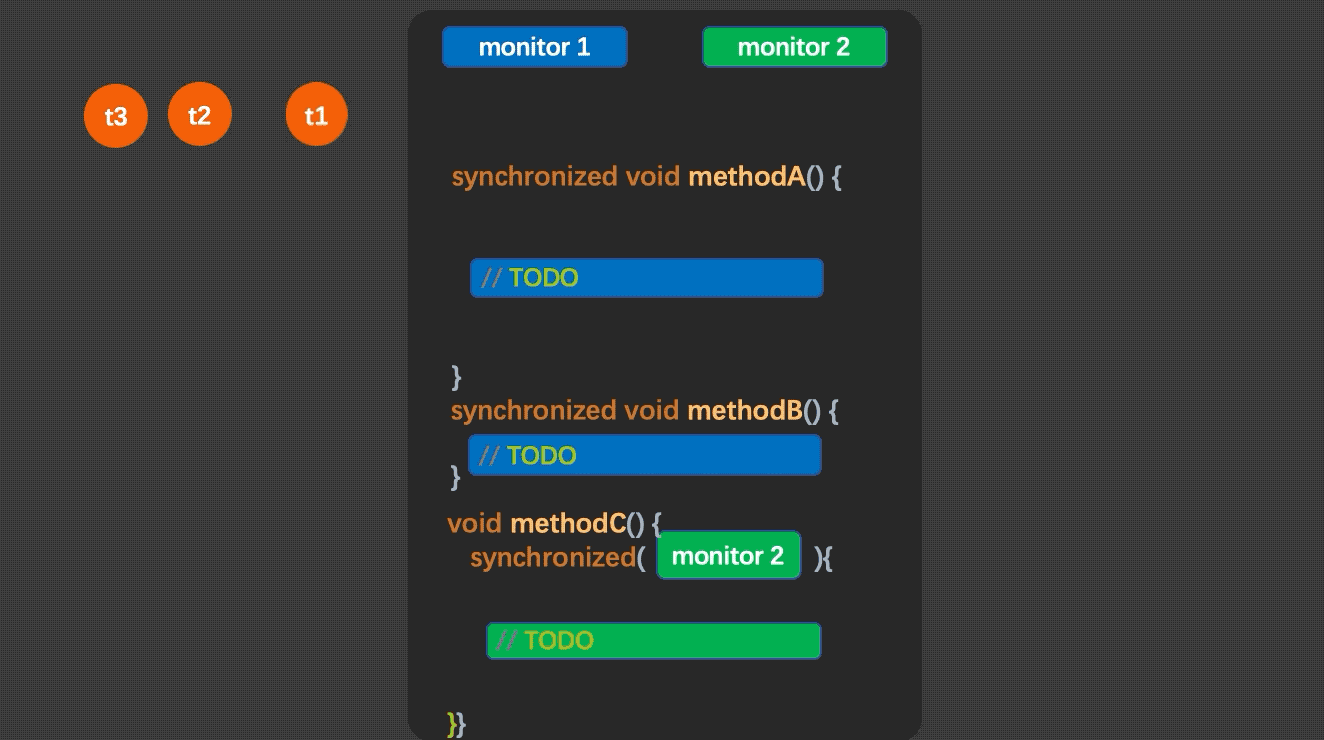 monitor 1 monitor 2
t3 t2 t1
synchronized void methodA() {
// TODO
}
synchronized void methodB() {
// TODO
}
void methodC() {
synchronized( monitor 2 ){
// TODO
}}